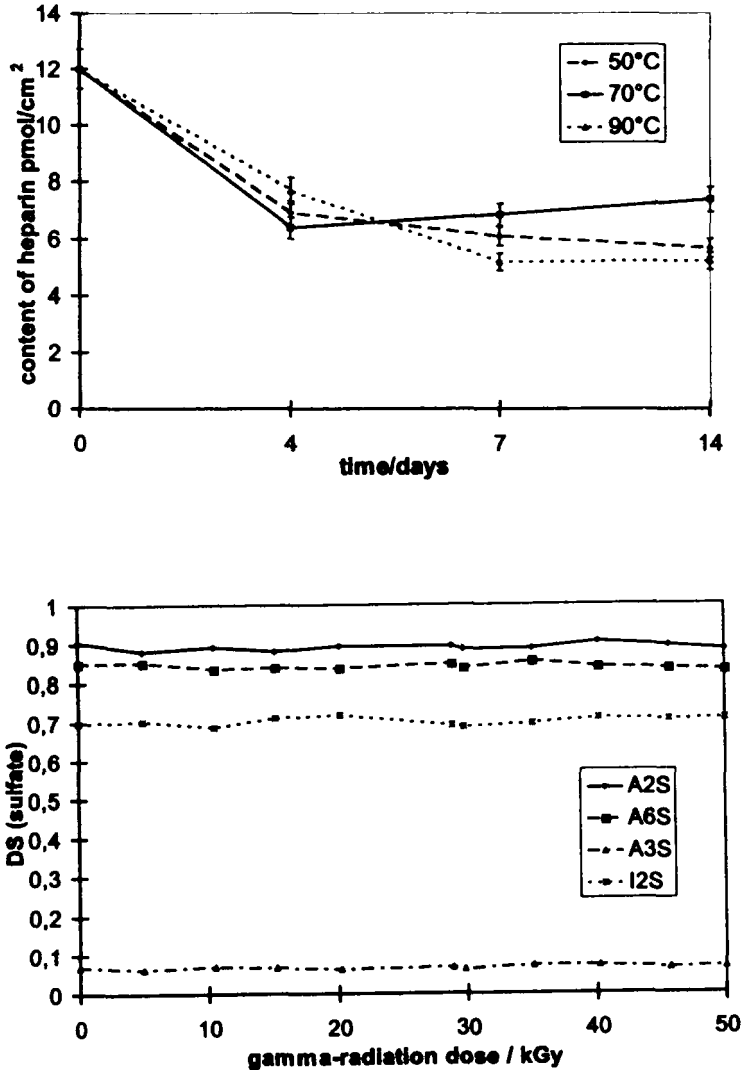 14
12
10
8
6
4
2
0
content of heparin pmol/cm²
50°C
70°C
90°C
0 4 7 14
time/days
1
0,9
0,8
0,7
0,6
0,5
0,4
0,3
0,2
0,1
0
DS (sulfate)
A2S
A6S
A3S
I2S
0 10 20 30 40 50
gamma-radiation dose / kGy